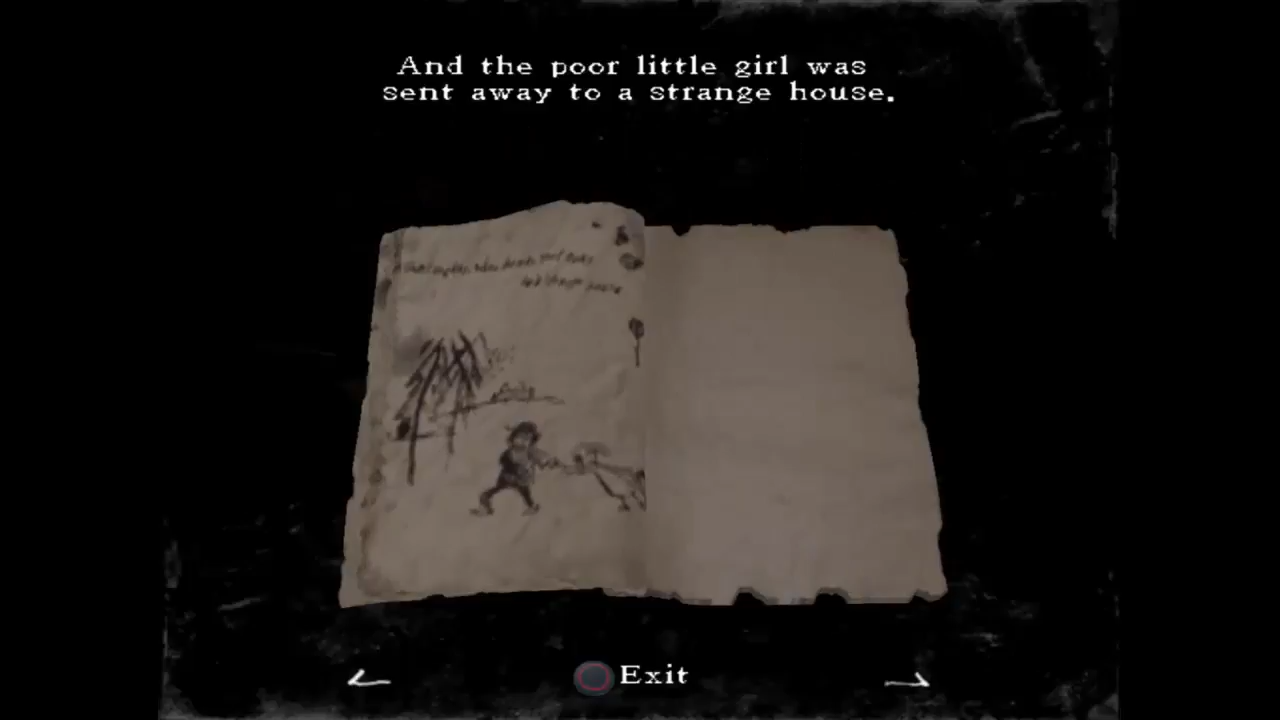 And the poor little girl was
sent away to a strange house.
Exit